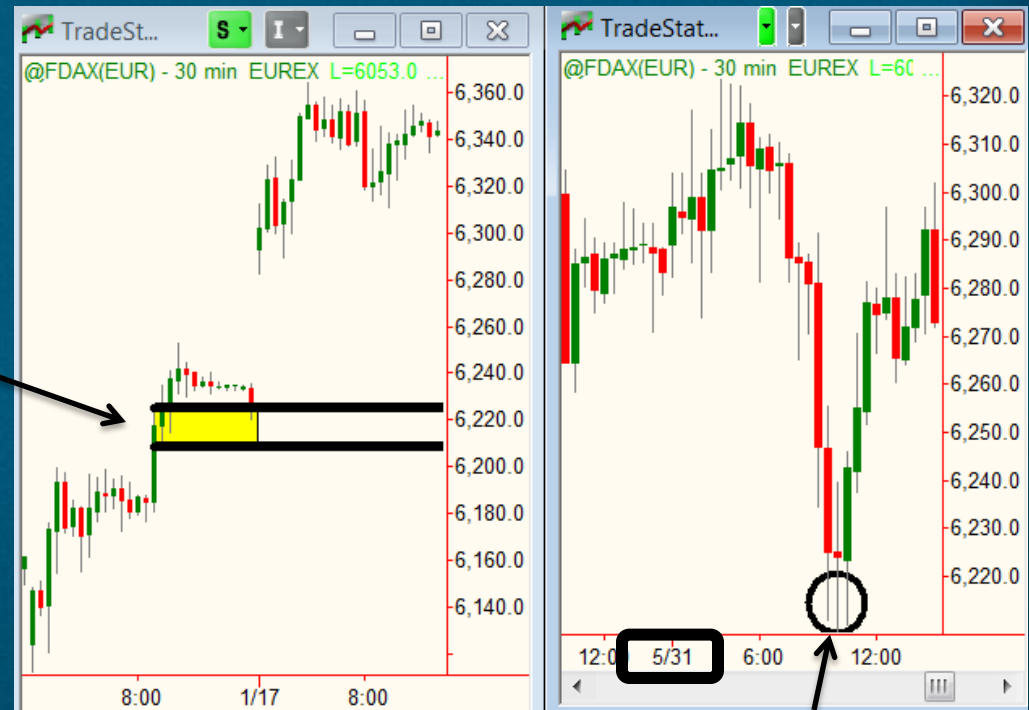 TradeSt...
S
I
@FDAX(EUR) - 30 min EUREX L=6053.0 ...
6,360.0
6,340.0
6,320.0
6,300.0
6,280.0
6,260.0
6,240.0
6,220.0
6,200.0
6,180.0
6,160.0
6,140.0
8:00 1/17 8:00
TradeStat...
@FDAX(EUR) - 30 min EUREX L=60 ...
6,320.0
6,310.0
6,300.0
6,290.0
6,280.0
6,270.0
6,260.0
6,250.0
6,240.0
6,230.0
6,220.0
12:00 5/31 6:00 12:00